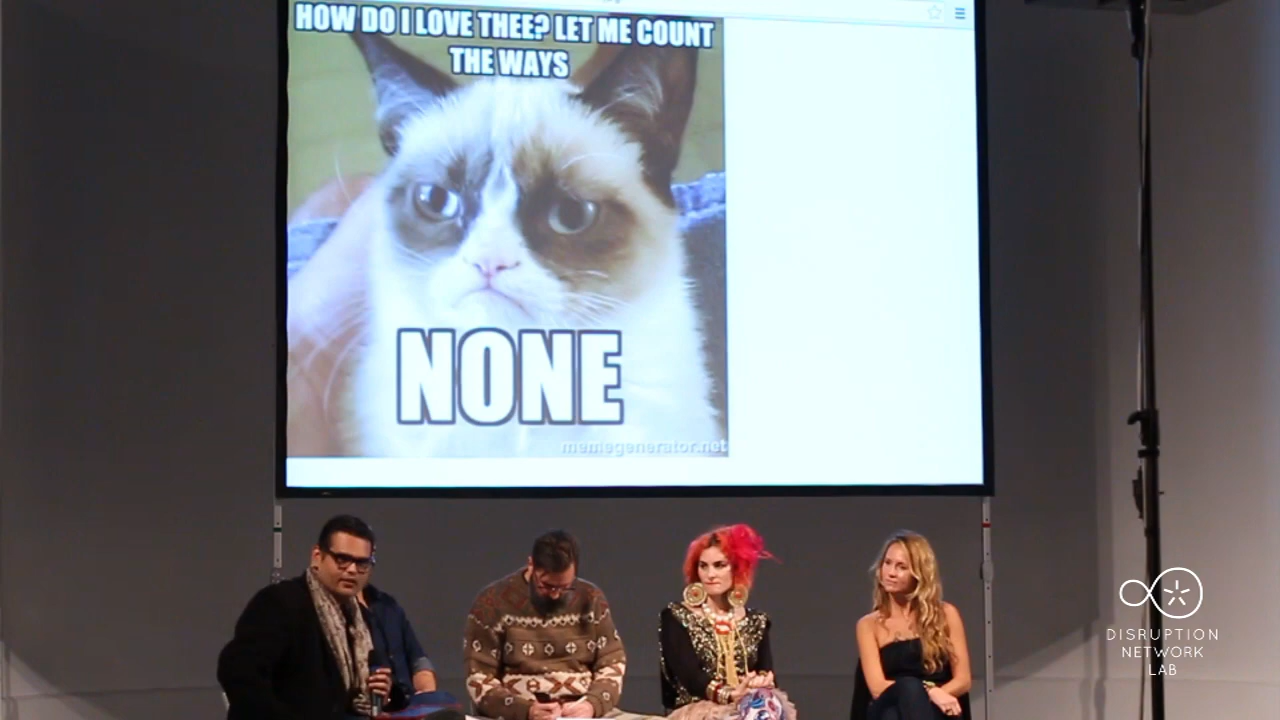 HOW DO I LOVE THEE? LET ME COUNT
THE WAYS
NONE
memegenerator.net
DISRUPTION
NETWORK
LAB